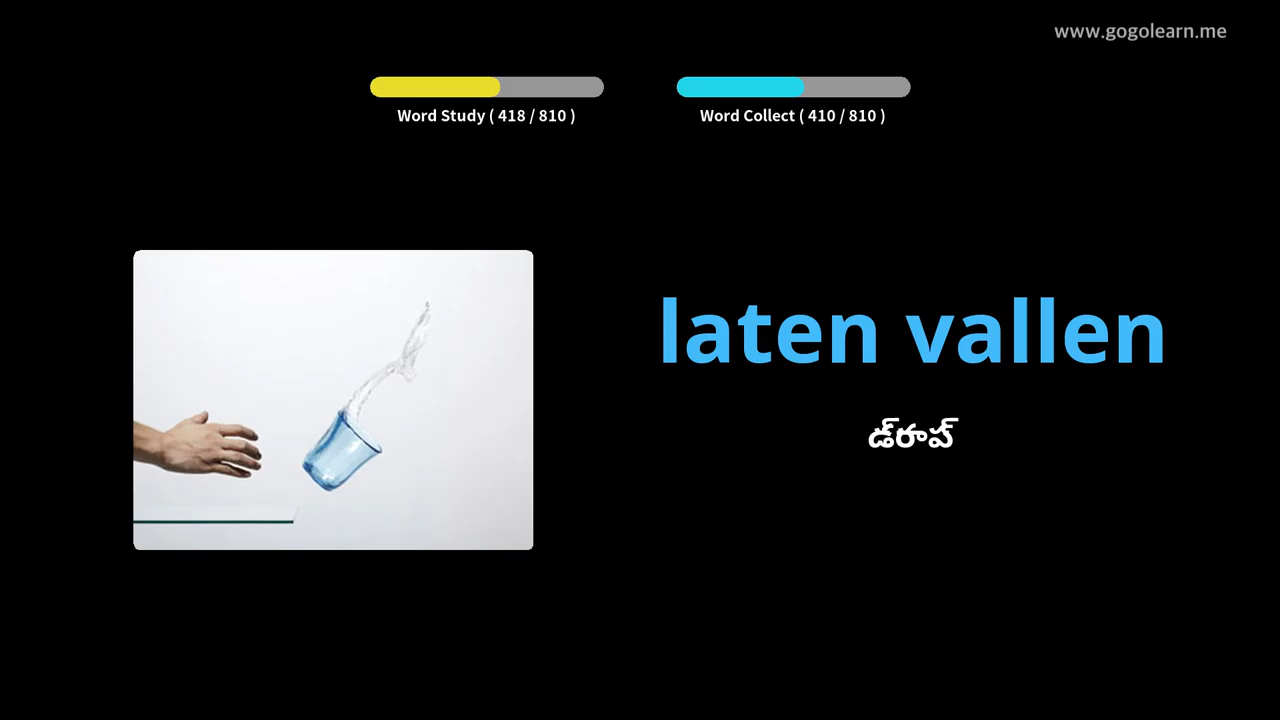 www.gogolearn.me
Word Study ( 418 / 810 )
Word Collect ( 410 / 810 )
laten vallen
డ్‌రాప్